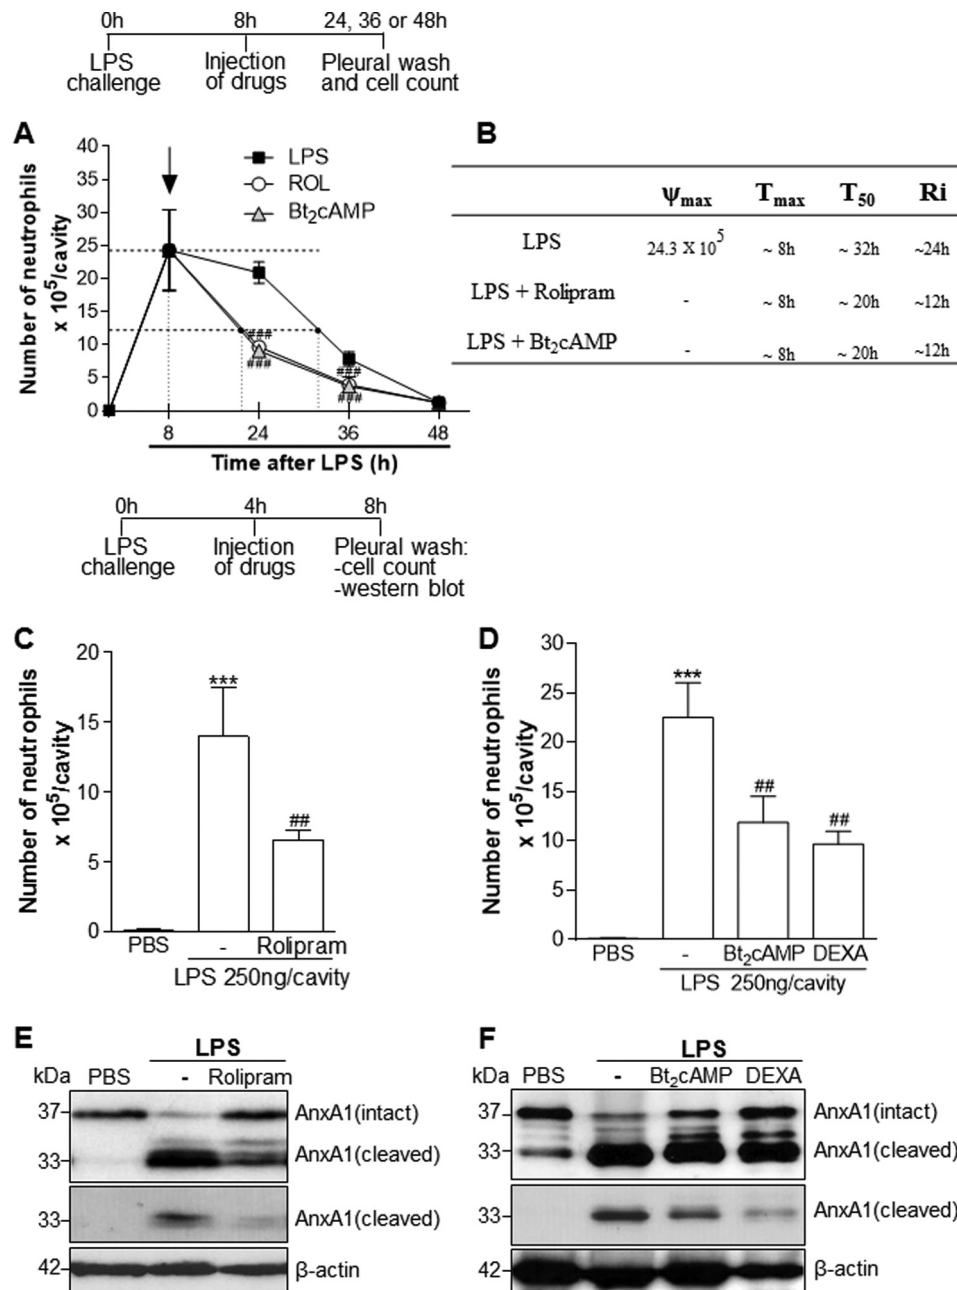 0h 8h 24, 36 or 48h
LPS challenge
Injection of drugs
Pleural wash and cell count
A
Number of neutrophils x 10⁵/cavity
40
35
30
25
20
15
10
5
0
LPS
ROL
Bt₂cAMP
###
###
###
###
8 24 36 48
Time after LPS (h)
B
Ψmax Tmax T₅₀ Ri
LPS 24.3 X 10⁵ ~ 8h ~ 32h ~24h
LPS + Rolipram - ~ 8h ~ 20h ~12h
LPS + Bt₂cAMP - ~ 8h ~ 20h ~12h
0h 4h 8h
LPS challenge
Injection of drugs
Pleural wash:
-cell count
-western blot
C
Number of neutrophils x 10⁵/cavity
20
15
10
5
0
***
##
PBS - Rolipram
LPS 250ng/cavity
D
Number of neutrophils x 10⁵/cavity
30
25
20
15
10
5
0
***
##
##
PBS - Bt₂cAMP DEXA
LPS 250ng/cavity
E
LPS
kDa PBS - Rolipram
37 AnxA1(intact)
33 AnxA1(cleaved)
33 AnxA1(cleaved)
42 β-actin
F
LPS
kDa PBS - Bt₂cAMP DEXA
37 AnxA1(intact)
33 AnxA1(cleaved)
33 AnxA1(cleaved)
42 β-actin